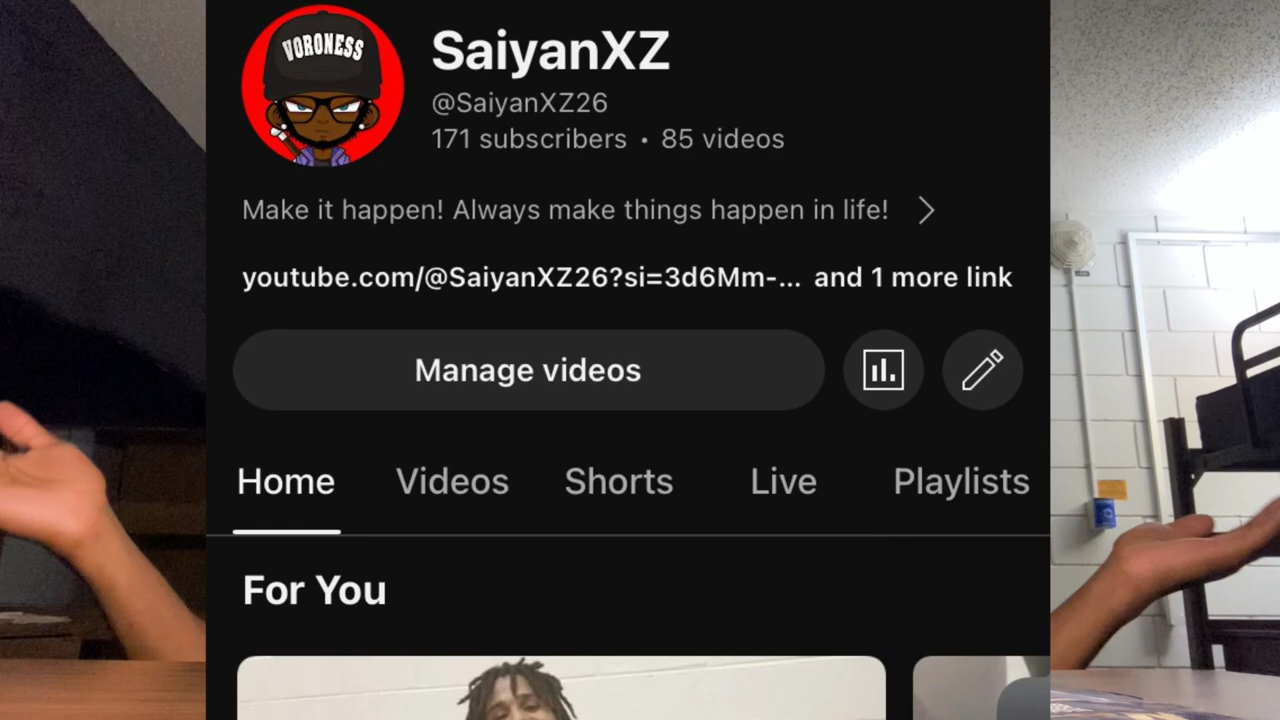 VORONESS
SaiyanXZ
@SaiyanXZ26
171 subscribers • 85 videos
Make it happen! Always make things happen in life!
youtube.com/@SaiyanXZ26?si=3d6Mm-... and 1 more link
Manage videos
Home Videos Shorts Live Playlists
For You